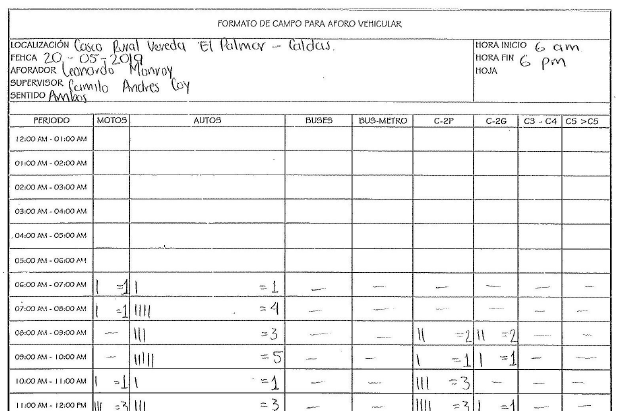 FORMATO DE CAMPO PARA AFORO VEHICULAR
LOCALIZACIÓN Casco Rural Vereda El Palmar - Caldas.
FEHCA 20-05-2019
AFORADOR Leonardo Monroy
SUPERVISOR Camilo Andres Coy
SENTIDO Ambos
HORA INICIO 6 am
HORA FIN 6 pm
HOJA
PERIODO MOTOS AUTOS BUSES BUS-METRO C-2P C-2G C3 - C4 C5 >C5
12:00 AM - 01:00 AM
01:00 AM - 02:00 AM
02:00 AM - 03:00 AM
03:00 AM - 04:00 AM
04:00 AM - 05:00 AM
05:00 AM - 06:00 AM
06:00 AM - 07:00 AM I =1 I =1 — — — — — —
07:00 AM - 08:00 AM I =1 IIII =4 — — — — — —
08:00 AM - 09:00 AM — III =3 — — II =2 II =2 — —
09:00 AM - 10:00 AM — IIIII =5 — — I =1 I =1 — —
10:00 AM - 11:00 AM I =1 I =1 — — III =3 — — —
11:00 AM - 12:00 PM III =3 III =3 — — IIII =3 I =1 — —